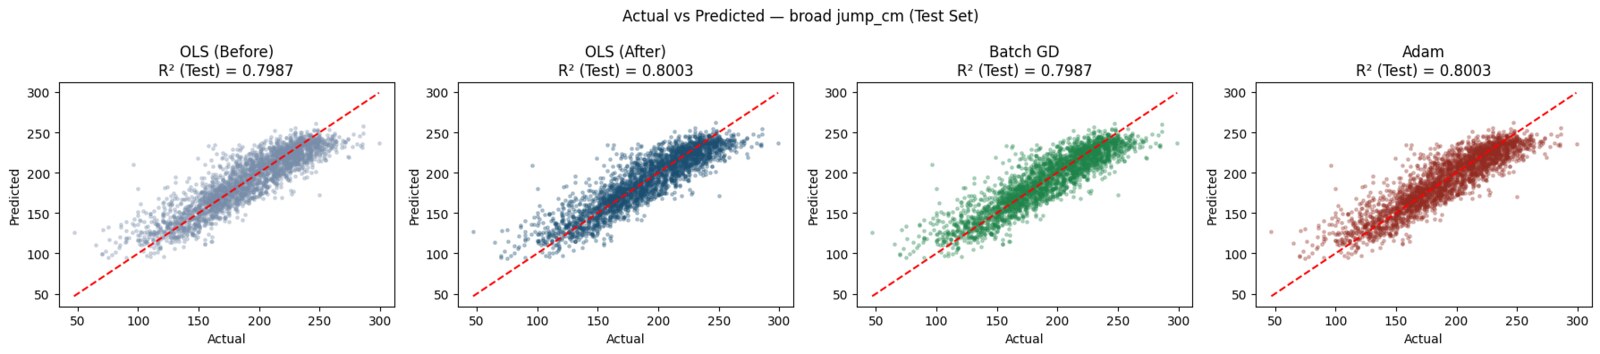 Actual vs Predicted — broad jump_cm (Test Set)
OLS (Before)
R² (Test) = 0.7987
300
250
200
150
100
50
Predicted
50 100 150 200 250 300
Actual
OLS (After)
R² (Test) = 0.8003
300
250
200
150
100
50
Predicted
50 100 150 200 250 300
Actual
Batch GD
R² (Test) = 0.7987
300
250
200
150
100
50
Predicted
50 100 150 200 250 300
Actual
Adam
R² (Test) = 0.8003
300
250
200
150
100
50
Predicted
50 100 150 200 250 300
Actual